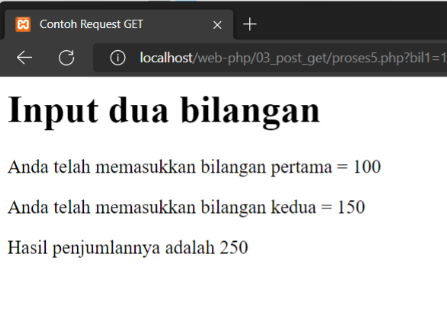 Contoh Request GET
localhost/web-php/03_post_get/proses5.php?bil1=1
Input dua bilangan
Anda telah memasukkan bilangan pertama = 100
Anda telah memasukkan bilangan kedua = 150
Hasil penjumlannya adalah 250